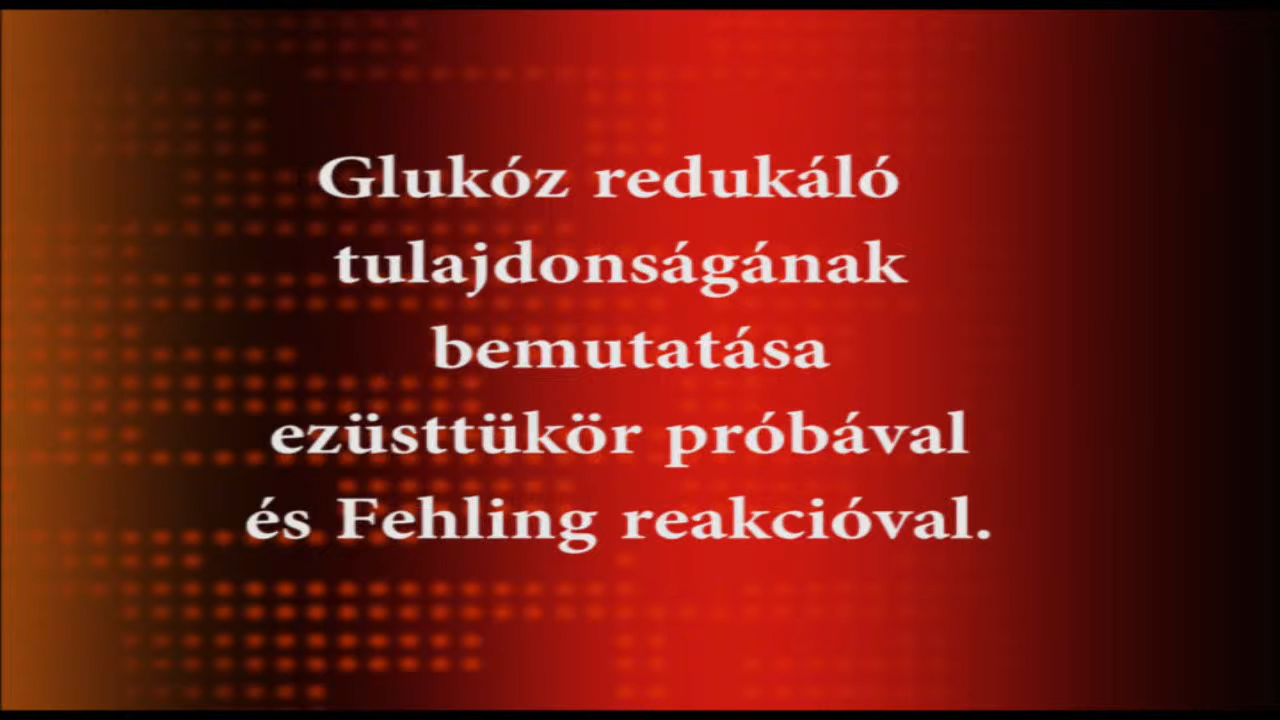 Glukóz redukáló
tulajdonságának
bemutatása
ezüsttükör próbával
és Fehling reakcióval.